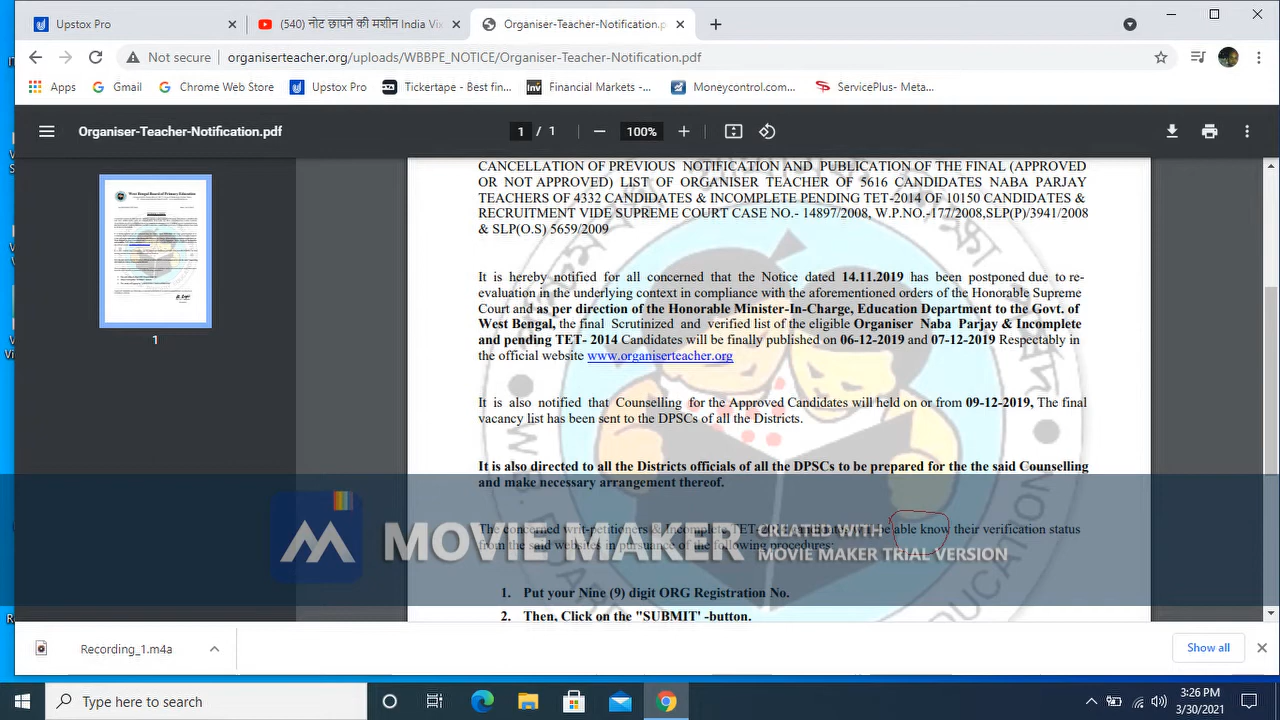 Upstox Pro
(540) नोट छापने की मशीन India Vix
Organiser-Teacher-Notification.p
Not secure
organiserteacher.org/uploads/WBBPE_NOTICE/Organiser-Teacher-Notification.pdf
Apps
Gmail
Chrome Web Store
Upstox Pro
Tickertape - Best fin...
Inv
Financial Markets -...
Moneycontrol.com...
ServicePlus- Meta...
Organiser-Teacher-Notification.pdf
1 / 1
100%
1
CANCELLATION OF PREVIOUS NOTIFICATION AND PUBLICATION OF THE FINAL (APPROVED
OR NOT APPROVED) LIST OF ORGANISER TEACHER OF 5616 CANDIDATES NABA PARJAY
TEACHERS OF 4332 CANDIDATES & INCOMPLETE PENDING TET-2014 OF 10150 CANDIDATES &
RECRUITMENT VIDE SUPREME COURT CASE NO.- 14897/2008, W.P.NO.-177/2008,SLP(P)/3941/2008
& SLP(O.S) 5659/2009
It is hereby notified for all concerned that the Notice dated 14.11.2019 has been postponed due to re-
evaluation in the underlying context in compliance with the aforementioned orders of the Honorable Supreme
Court and as per direction of the Honorable Minister-In-Charge, Education Department to the Govt. of
West Bengal, the final Scrutinized and verified list of the eligible Organiser Naba Parjay & Incomplete
and pending TET- 2014 Candidates will be finally published on 06-12-2019 and 07-12-2019 Respectably in
the official website www.organiserteacher.org
It is also notified that Counselling for the Approved Candidates will held on or from 09-12-2019, The final
vacancy list has been sent to the DPSCs of all the Districts.
It is also directed to all the Districts officials of all the DPSCs to be prepared for the the said Counselling
and make necessary arrangement thereof.
The concerned writ-petitioners & Incomplete able know their verification status
from the said websites in pursuance of the following procedures:
MOVIE MAKER
CREATED WITH
MOVIE MAKER TRIAL VERSION
1. Put your Nine (9) digit ORG Registration No.
2. Then, Click on the "SUBMIT' -button.
Recording_1.m4a
Show all
Type here to search
3:26 PM
3/30/2021